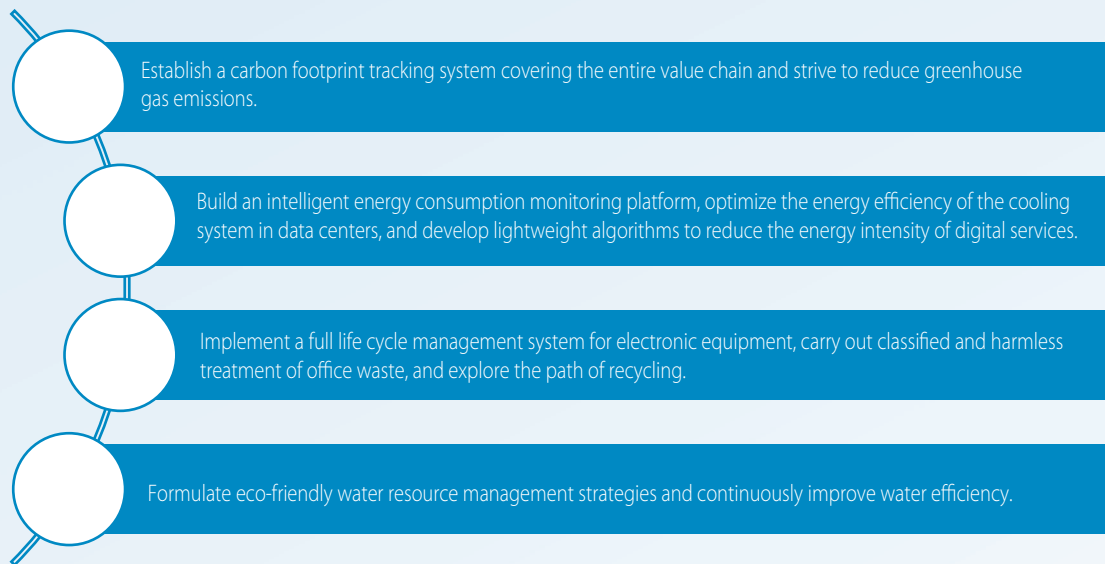 Establish a carbon footprint tracking system covering the entire value chain and strive to reduce greenhouse
gas emissions.
Build an intelligent energy consumption monitoring platform, optimize the energy efficiency of the cooling
system in data centers, and develop lightweight algorithms to reduce the energy intensity of digital services.
Implement a full life cycle management system for electronic equipment, carry out classified and harmless
treatment of office waste, and explore the path of recycling.
Formulate eco-friendly water resource management strategies and continuously improve water efficiency.